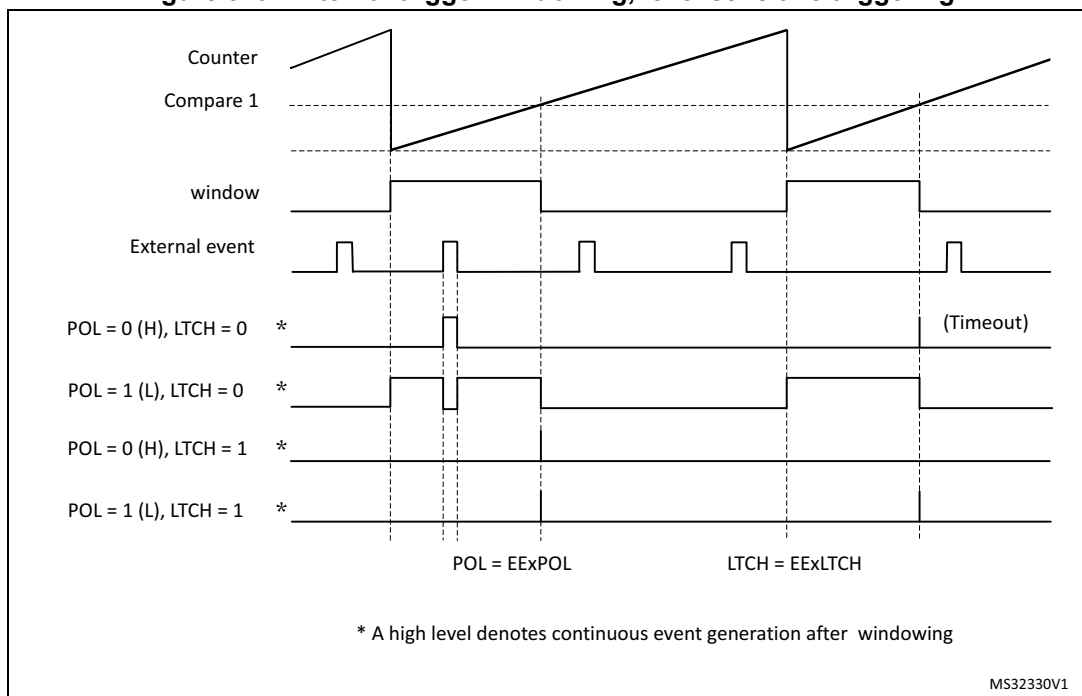 Counter
Compare 1
window
External event
POL = 0 (H), LTCH = 0 *
(Timeout)
POL = 1 (L), LTCH = 0 *
POL = 0 (H), LTCH = 1 *
POL = 1 (L), LTCH = 1 *
POL = EExPOL LTCH = EExLTCH
* A high level denotes continuous event generation after windowing
MS32330V1